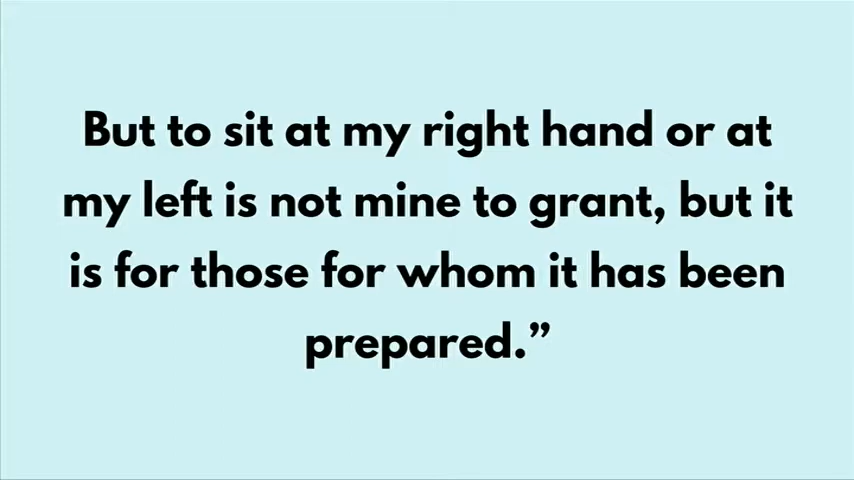 But to sit at my right hand or at
my left is not mine to grant, but it
is for those for whom it has been
prepared.”